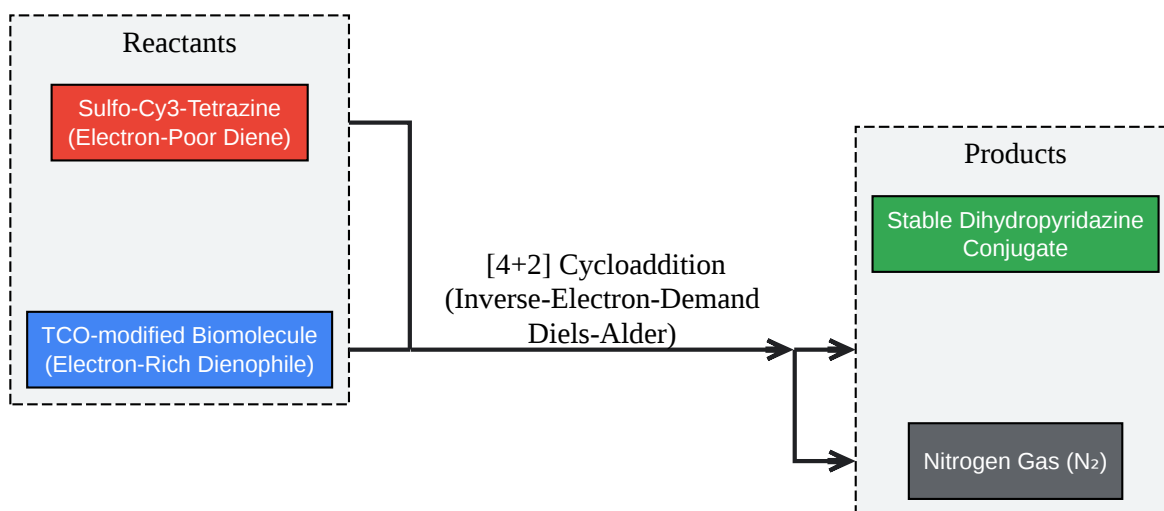 Reactants
Sulfo-Cy3-Tetrazine
(Electron-Poor Diene)
TCO-modified Biomolecule
(Electron-Rich Dienophile)
[4+2] Cycloaddition
(Inverse-Electron-Demand
Diels-Alder)
Products
Stable Dihydropyridazine
Conjugate
Nitrogen Gas (N₂)